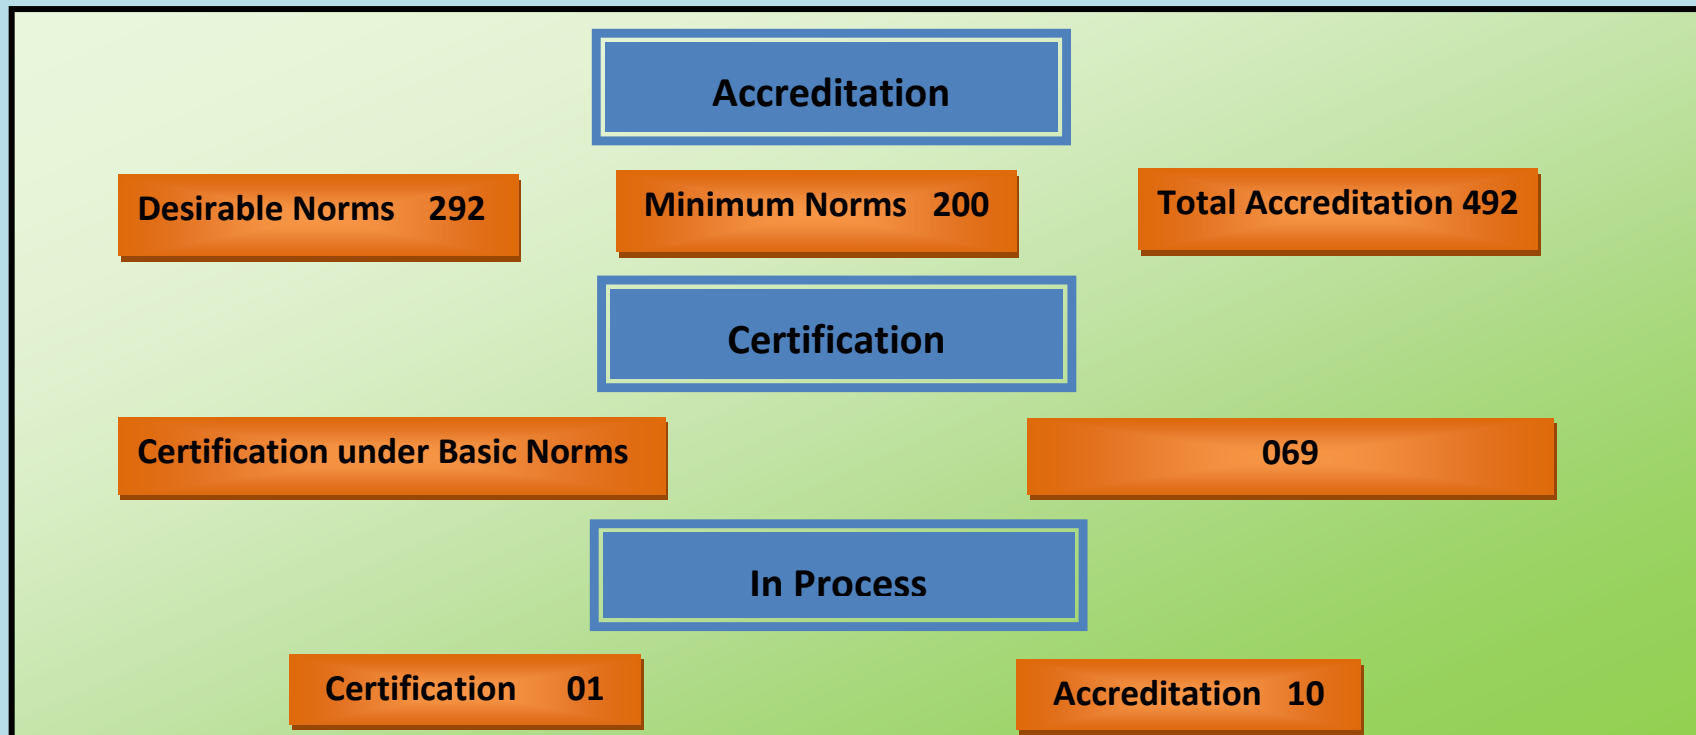 Accreditation
Desirable Norms 292
Minimum Norms 200
Total Accreditation 492
Certification
Certification under Basic Norms
069
In Process
Certification 01
Accreditation 10